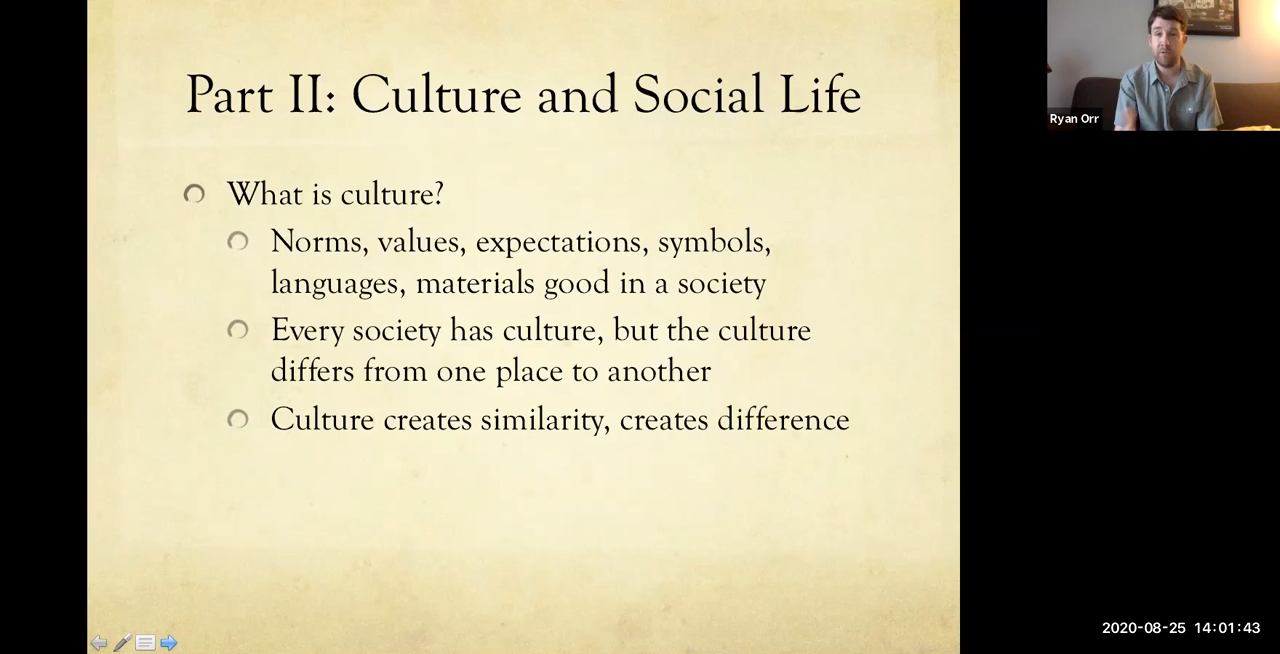 Part II: Culture and Social Life
What is culture?
Norms, values, expectations, symbols,
languages, materials good in a society
Every society has culture, but the culture
differs from one place to another
Culture creates similarity, creates difference
Ryan Orr
2020-08-25 14:01:43